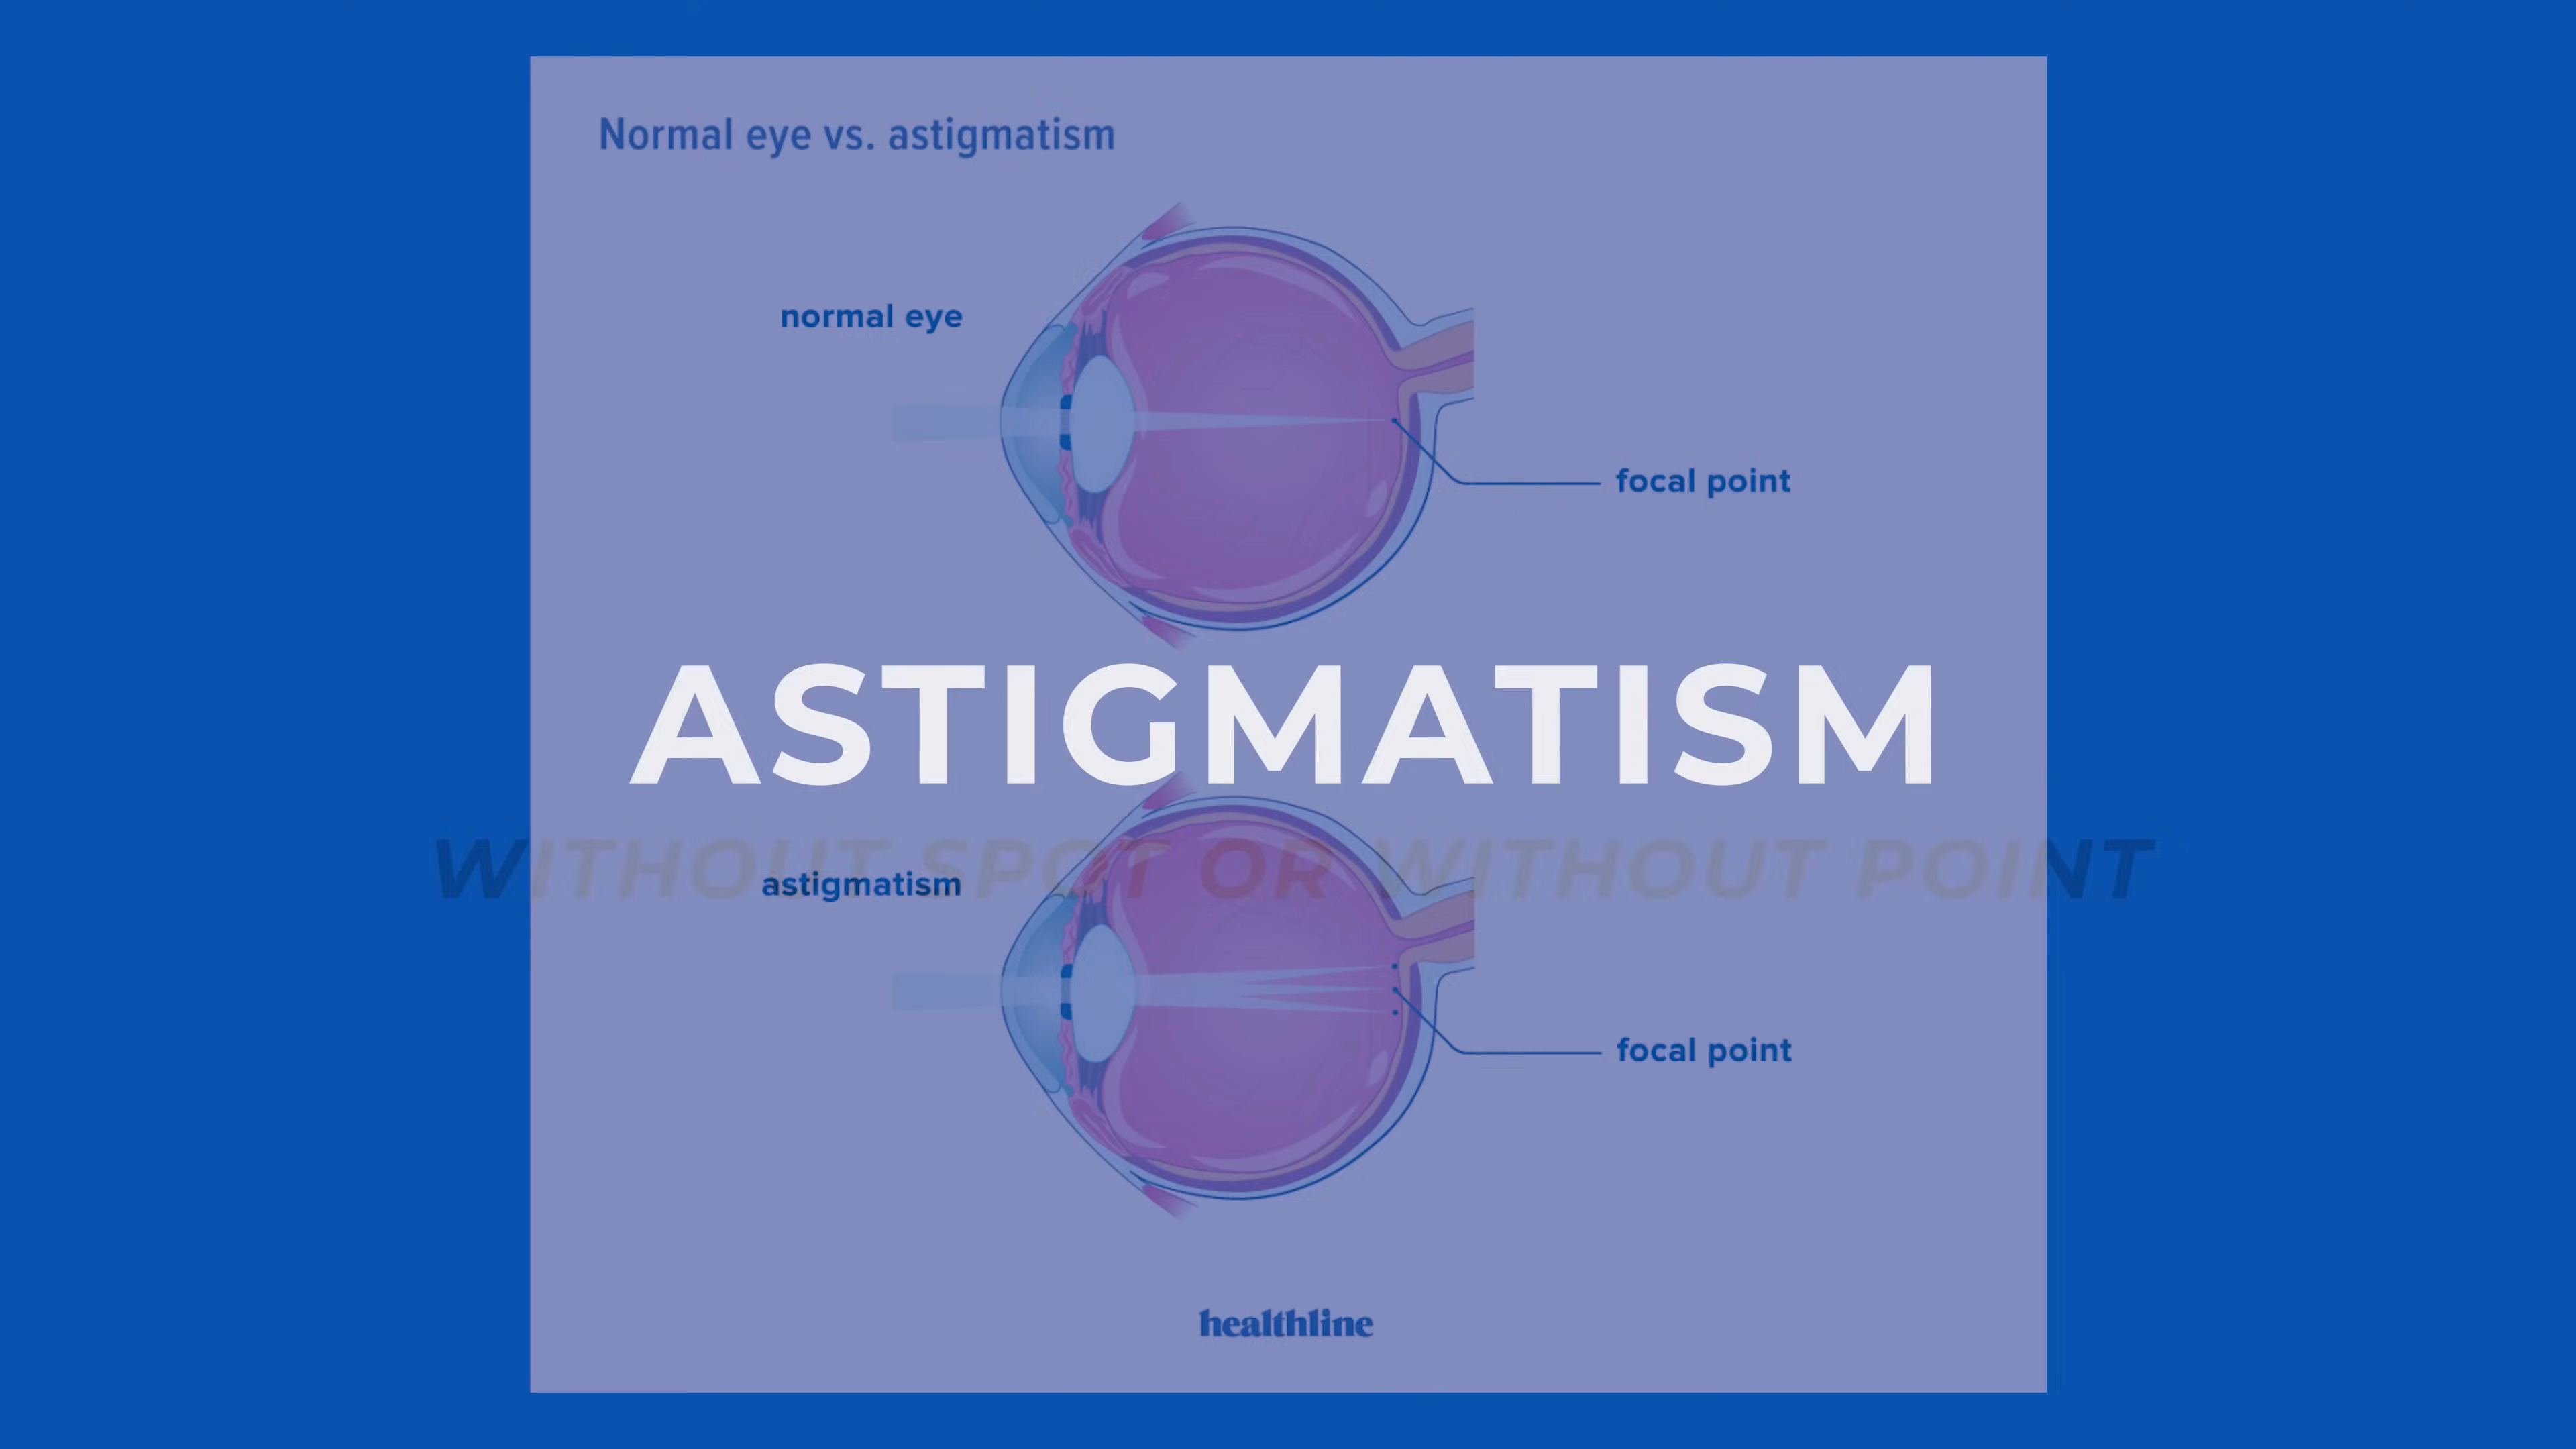 Normal eye vs. astigmatism
normal eye
focal point
ASTIGMATISM
WITHOUT SPOT OR WITHOUT POINT
astigmatism
focal point
healthline